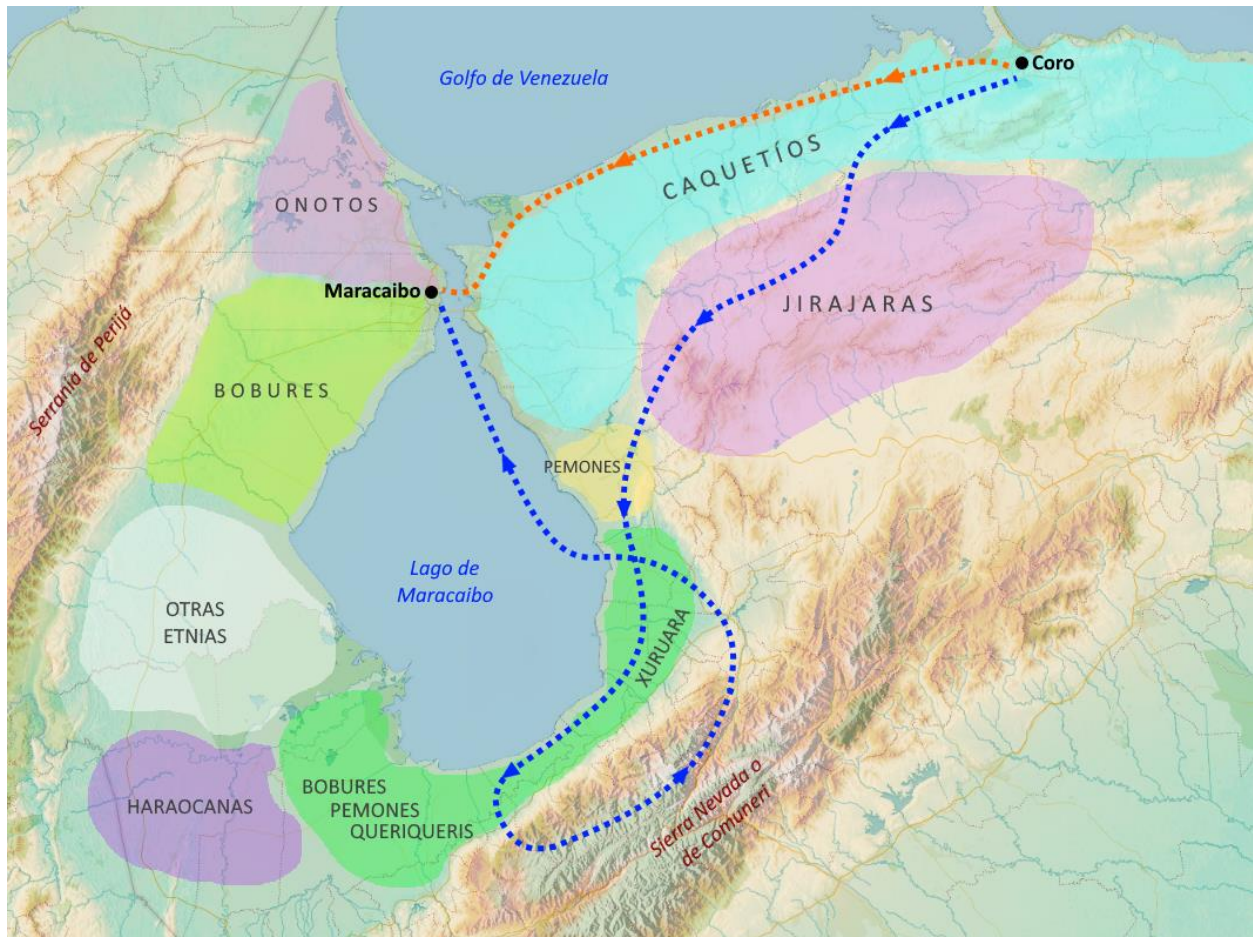 Golfo de Venezuela
Coro
CAQUETÍOS
ONOTOS
Maracaibo
JIRAJARAS
Serranía de Perijá
BOBURES
PEMONES
Lago de
Maracaibo
OTRAS
ETNIAS
XURUARA
HARAOCANAS
BOBURES
PEMONES
QUERIQUERIS
Sierra Nevada o
de Comuneri